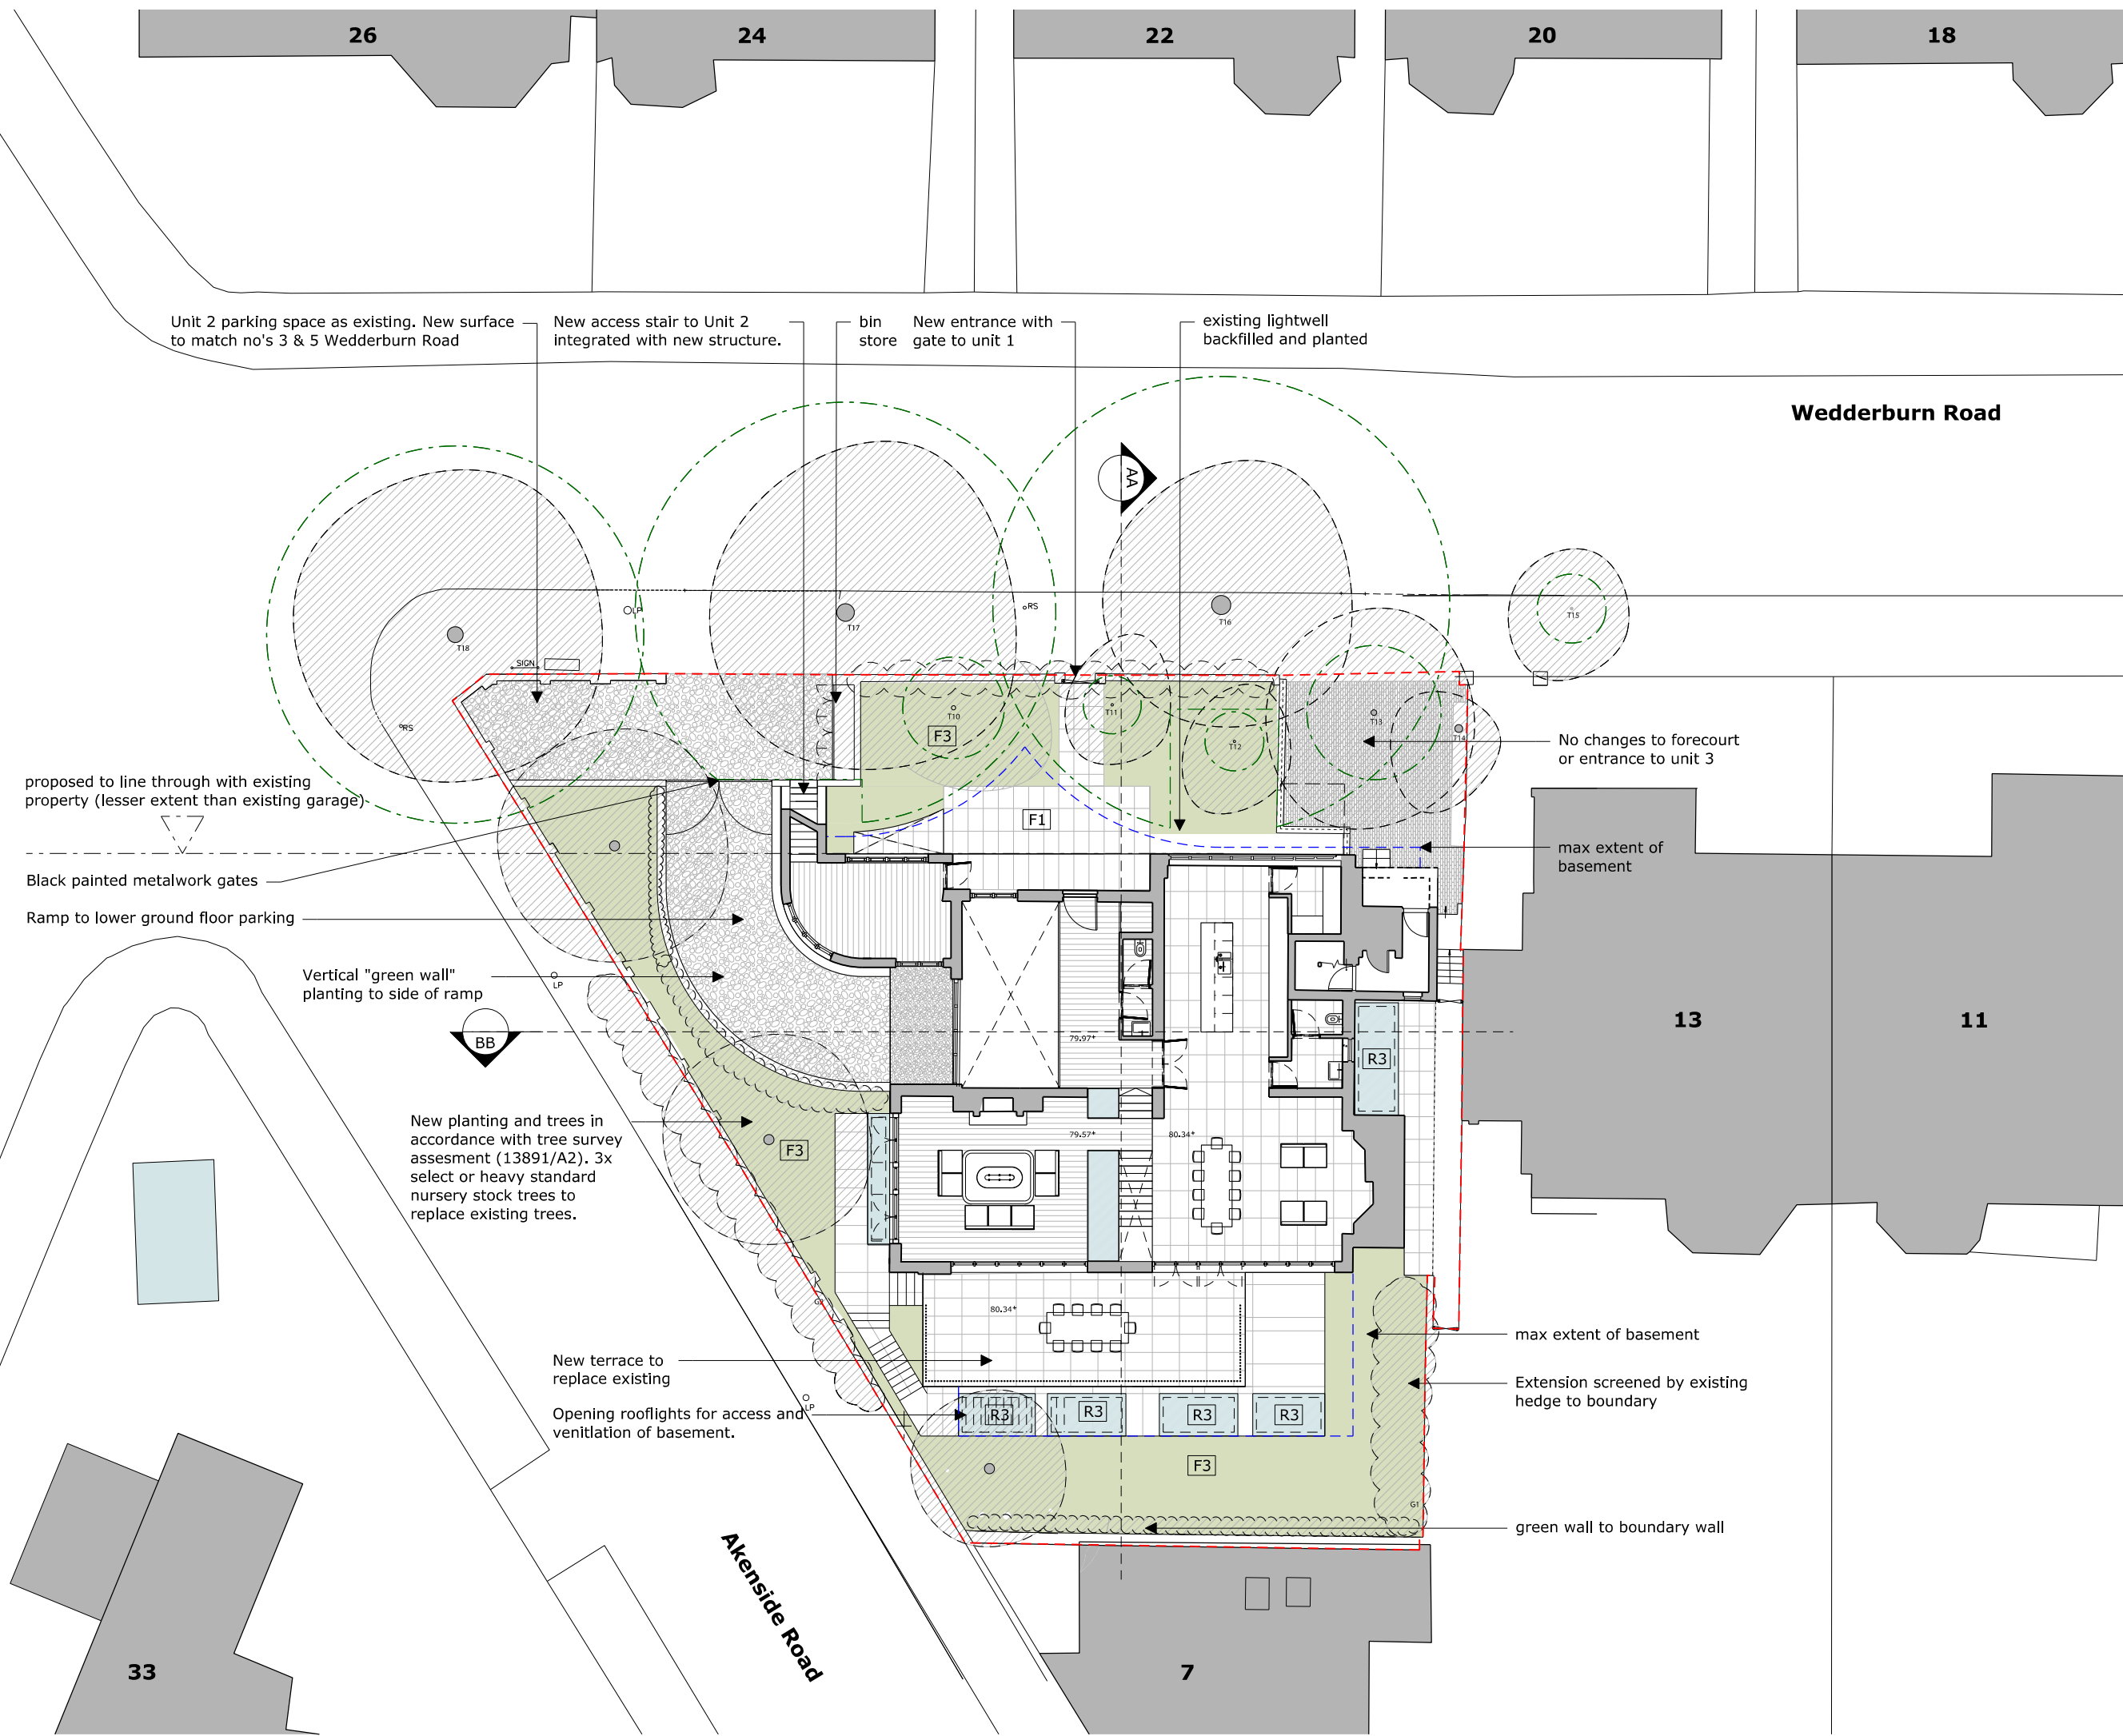 26
24
22
20
18
Unit 2 parking space as existing. New surface
to match no's 3 & 5 Wedderburn Road
New access stair to Unit 2
integrated with new structure.
bin
store
New entrance with
gate to unit 1
existing lightwell
backfilled and planted
Wedderburn Road
AA
LP
RS
T17
T16
T15
T18
SIGN
RS
T10
T11
T12
T13
T14
F3
No changes to forecourt
or entrance to unit 3
proposed to line through with existing
property (lesser extent than existing garage)
F1
max extent of
basement
Black painted metalwork gates
Ramp to lower ground floor parking
Vertical "green wall"
planting to side of ramp
LP
BB
79.97+
R3
13
11
New planting and trees in
accordance with tree survey
assesment (13891/A2). 3x
select or heavy standard
nursery stock trees to
replace existing trees.
F3
79.57+
80.34+
G2
80.34+
max extent of basement
New terrace to
replace existing
Extension screened by existing
hedge to boundary
Opening rooflights for access and
venitlation of basement.
LP
R3
R3
R3
R3
F3
G1
green wall to boundary wall
Akenside Road
33
7